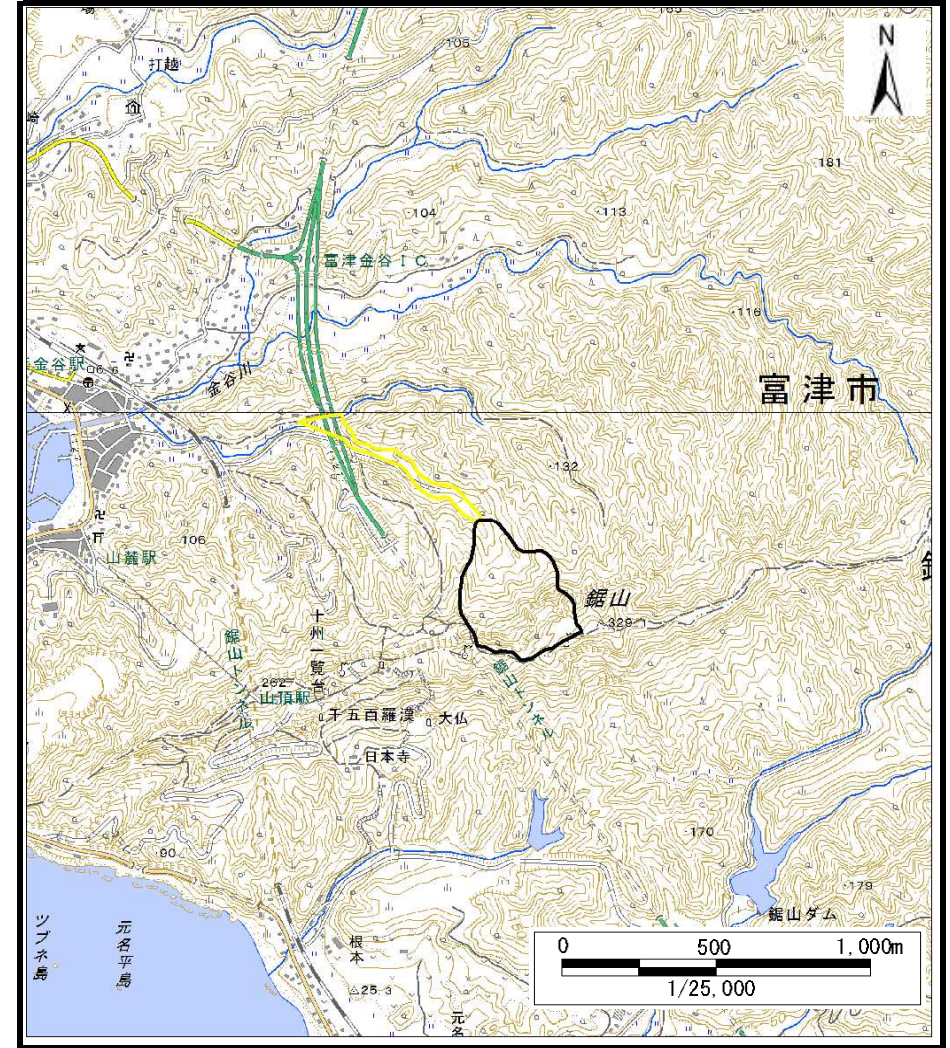 打越
105
N
181
104
113
富津金谷IC
116
金谷駅
6.6
金谷川
富津市
132
106
山麓駅
鋸山
329.1
十州一覧台
鋸山トンネル
262
山頂駅
鋸山トンネル
千五百羅漢
大仏
日本寺
170
90
179
鋸山ダム
ツブネ島
元名平島
根本
25.3
元名
0 500 1,000m
1/25,000